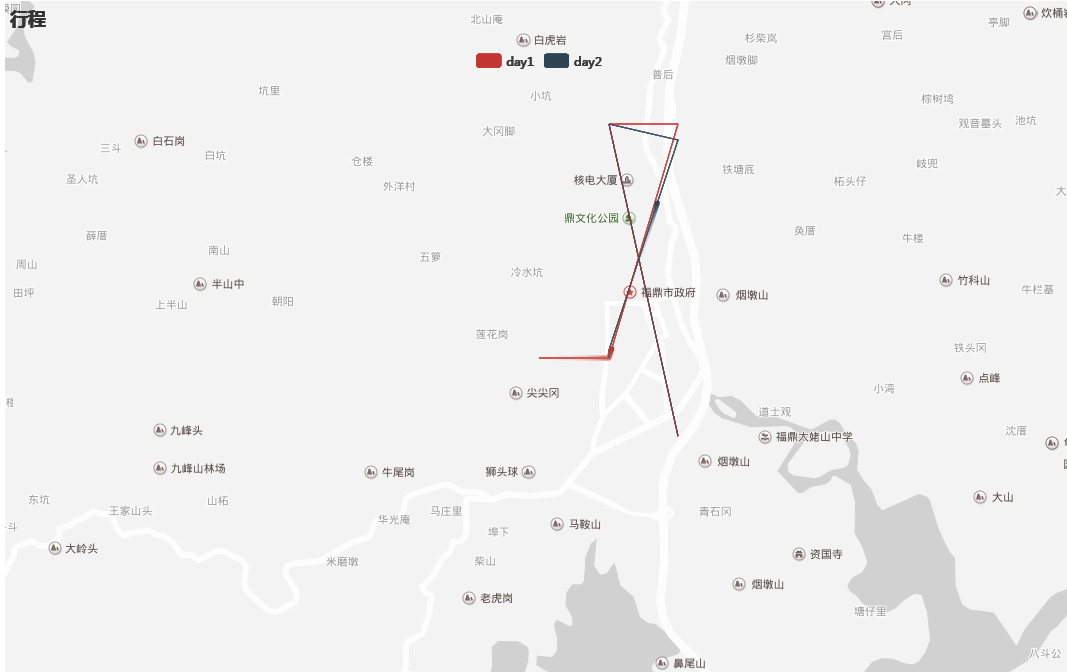 行程
北山庵
白虎岩
day1
day2
杉柴岚
宫后
亭脚
烟墩脚
普后
坑里
小坑
棕树塆
大冈脚
观音墓头
池坑
三斗
白石岗
白坑
仓楼
岐兜
铁塘底
圣人坑
外洋村
核电大厦
柘头仔
鼎文化公园
薛厝
南山
五箩
奂厝
牛楼
周山
冷水坑
田坪
半山中
上半山
朝阳
福鼎市政府
烟墩山
竹科山
牛栏基
莲花岗
铁头冈
尖尖冈
点峰
小湾
道士观
九峰头
福鼎太姥山中学
沈厝
九峰山林场
牛尾岗
狮头球
烟墩山
东坑
山柘
大山
王家山头
华光庵
马庄里
青石冈
马鞍山
埠下
大岭头
米磨墩
柴山
资国寺
烟墩山
老虎岗
塘仔里
鼻尾山
八斗公